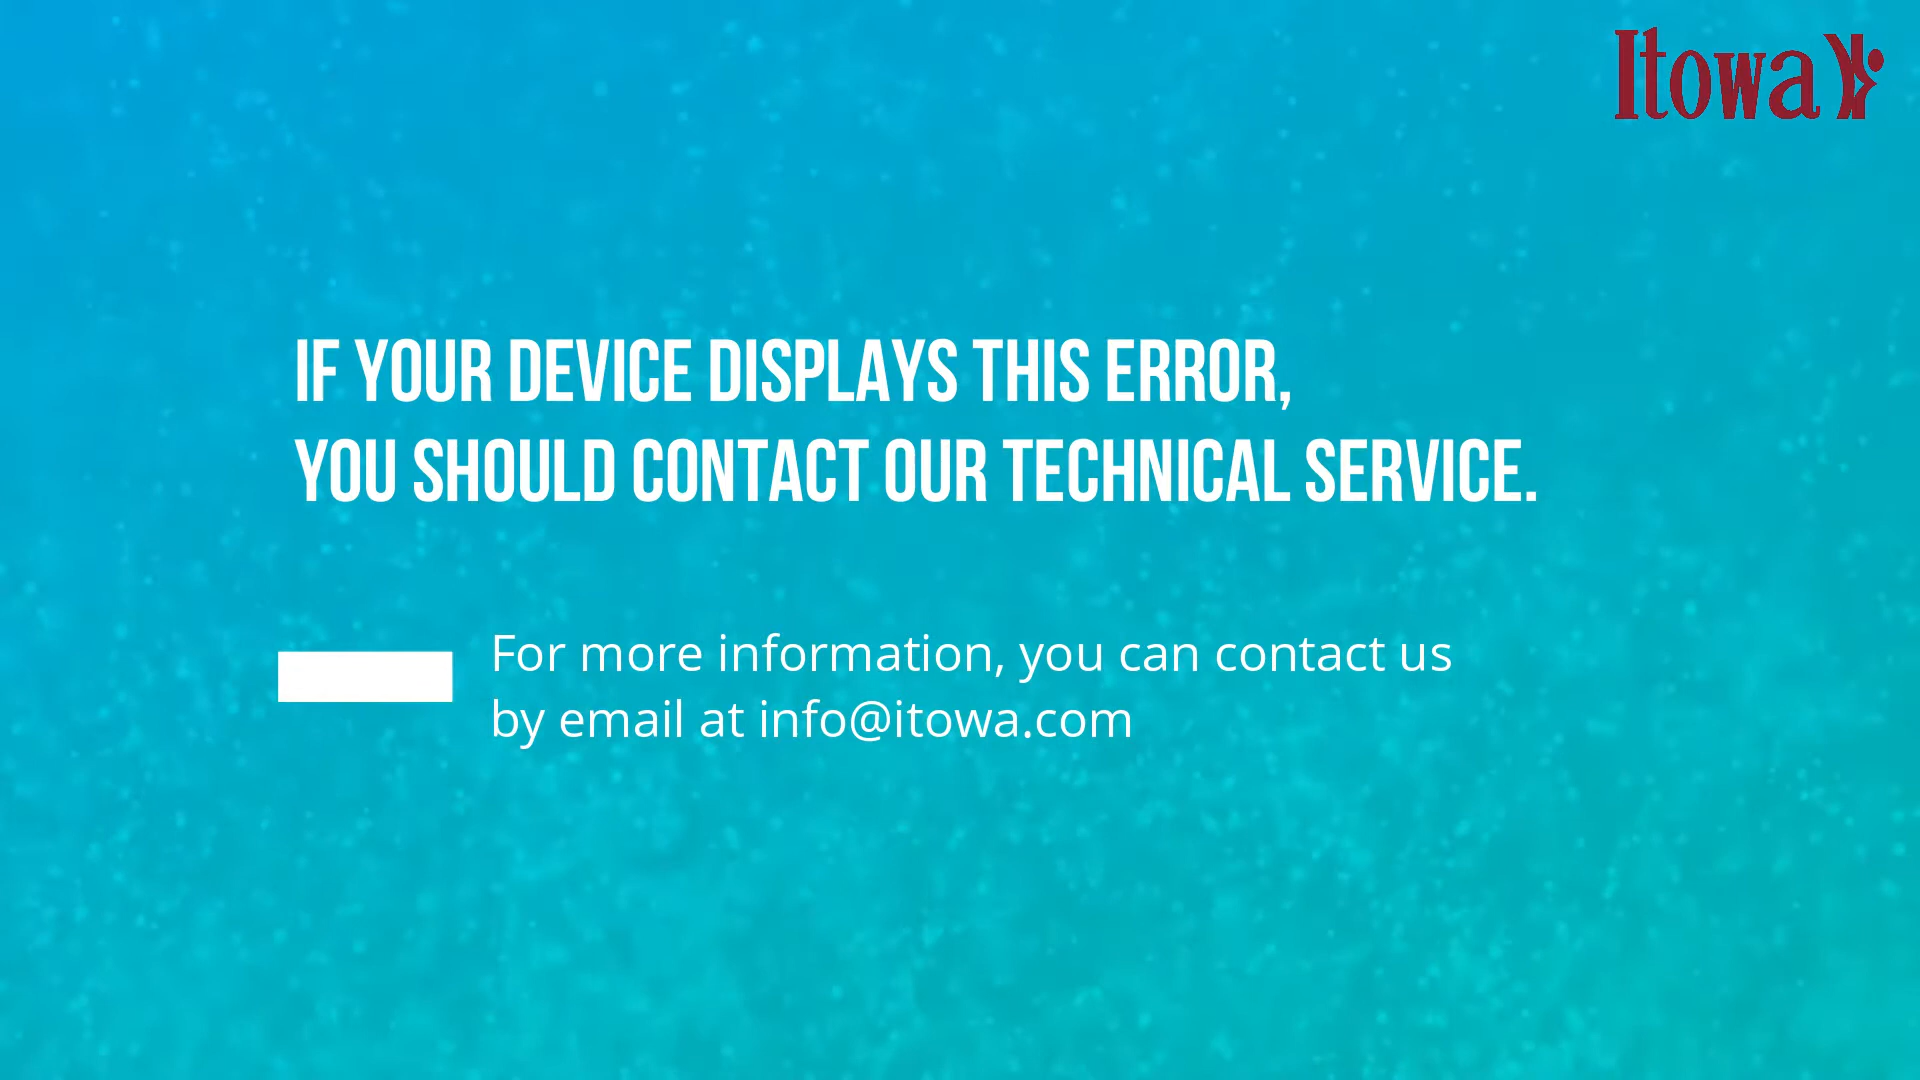 Itowa
IF YOUR DEVICE DISPLAYS THIS ERROR,
YOU SHOULD CONTACT OUR TECHNICAL SERVICE.
For more information, you can contact us
by email at info@itowa.com